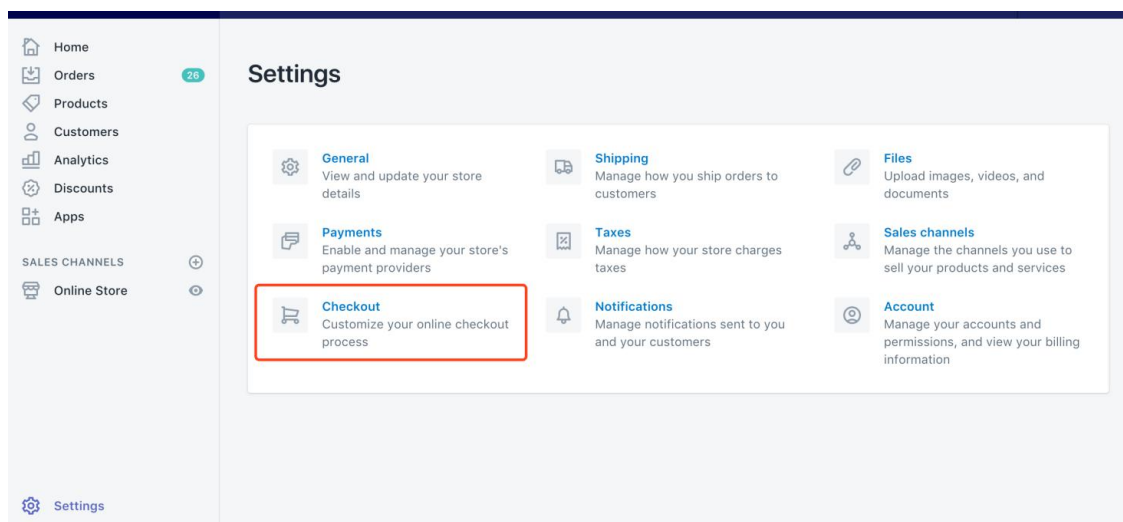 Home
Orders 26
Products
Customers
Analytics
Discounts
Apps
SALES CHANNELS
Online Store
Settings
Settings
General
View and update your store
details
Shipping
Manage how you ship orders to
customers
Files
Upload images, videos, and
documents
Payments
Enable and manage your store's
payment providers
Taxes
Manage how your store charges
taxes
Sales channels
Manage the channels you use to
sell your products and services
Checkout
Customize your online checkout
process
Notifications
Manage notifications sent to you
and your customers
Account
Manage your accounts and
permissions, and view your billing
information